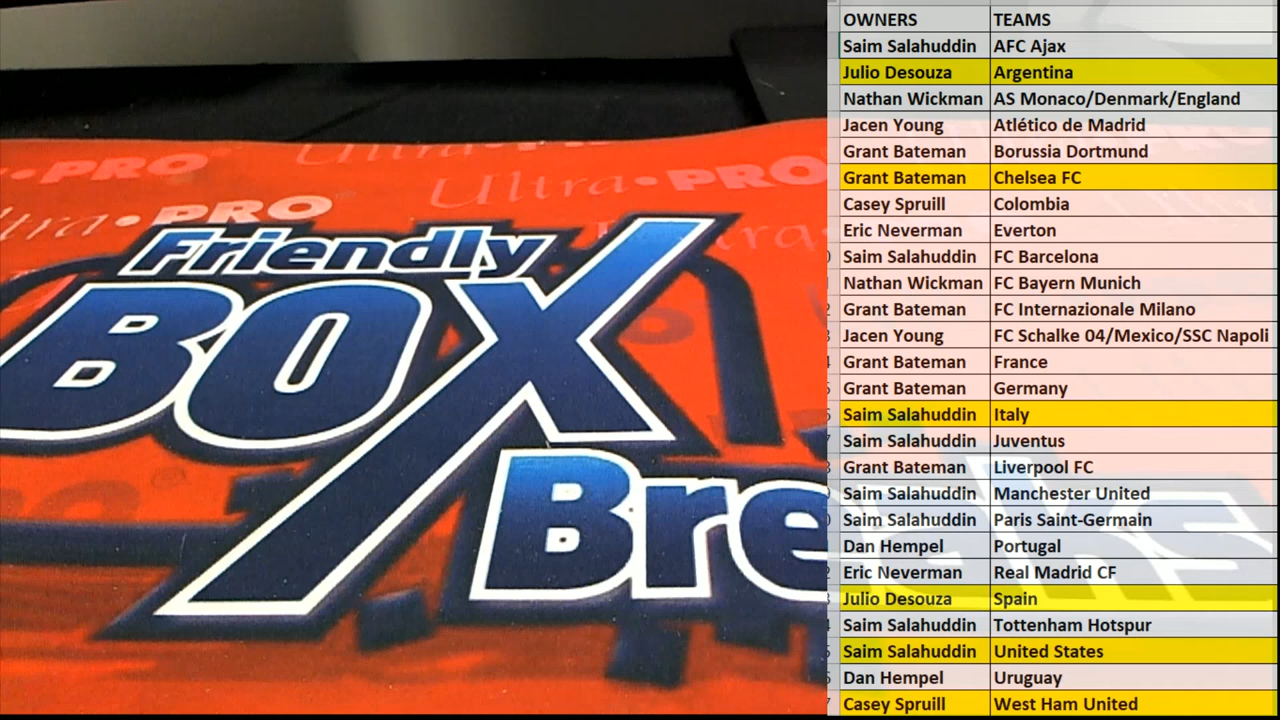 Ultra•PRO
•PRO
Ultra•PRO
ltra•PRO
Friendly
BOX
Bre
OWNERS TEAMS
Saim Salahuddin AFC Ajax
Julio Desouza Argentina
Nathan Wickman AS Monaco/Denmark/England
Jacen Young Atlético de Madrid
Grant Bateman Borussia Dortmund
Grant Bateman Chelsea FC
Casey Spruill Colombia
Eric Neverman Everton
Saim Salahuddin FC Barcelona
Nathan Wickman FC Bayern Munich
Grant Bateman FC Internazionale Milano
Jacen Young FC Schalke 04/Mexico/SSC Napoli
Grant Bateman France
Grant Bateman Germany
Saim Salahuddin Italy
Saim Salahuddin Juventus
Grant Bateman Liverpool FC
Saim Salahuddin Manchester United
Saim Salahuddin Paris Saint-Germain
Dan Hempel Portugal
Eric Neverman Real Madrid CF
Julio Desouza Spain
Saim Salahuddin Tottenham Hotspur
Saim Salahuddin United States
Dan Hempel Uruguay
Casey Spruill West Ham United